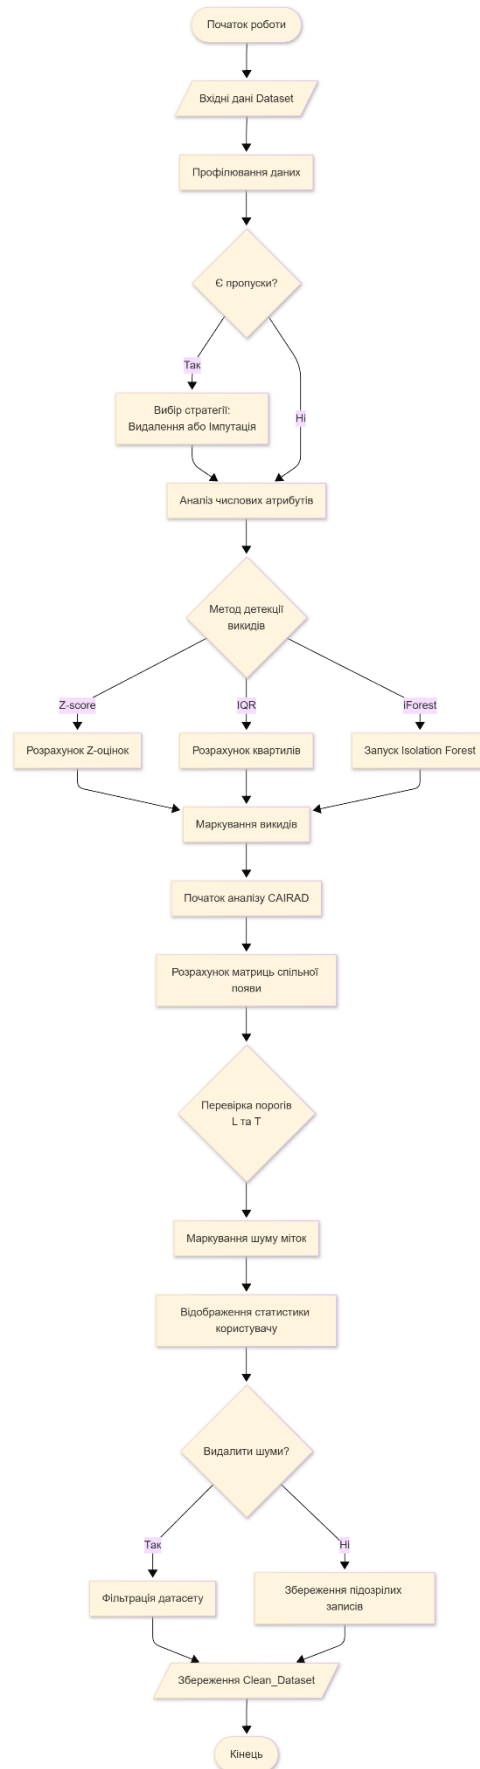 Початок роботи
Вхідні дані Dataset
Профілювання даних
Є пропуски?
Так
Ні
Вибір стратегії:
Видалення або Імпутація
Аналіз числових атрибутів
Метод детекції
викидів
Z-score
IQR
iForest
Розрахунок Z-оцінок
Розрахунок квартилів
Запуск Isolation Forest
Маркування викидів
Початок аналізу CAIRAD
Розрахунок матриць спільної
появи
Перевірка порогів
L та T
Маркування шуму міток
Відображення статистики
користувачу
Видалити шуми?
Так
Ні
Фільтрація датасету
Збереження підозрілих
записів
Збереження Clean_Dataset
Кінець